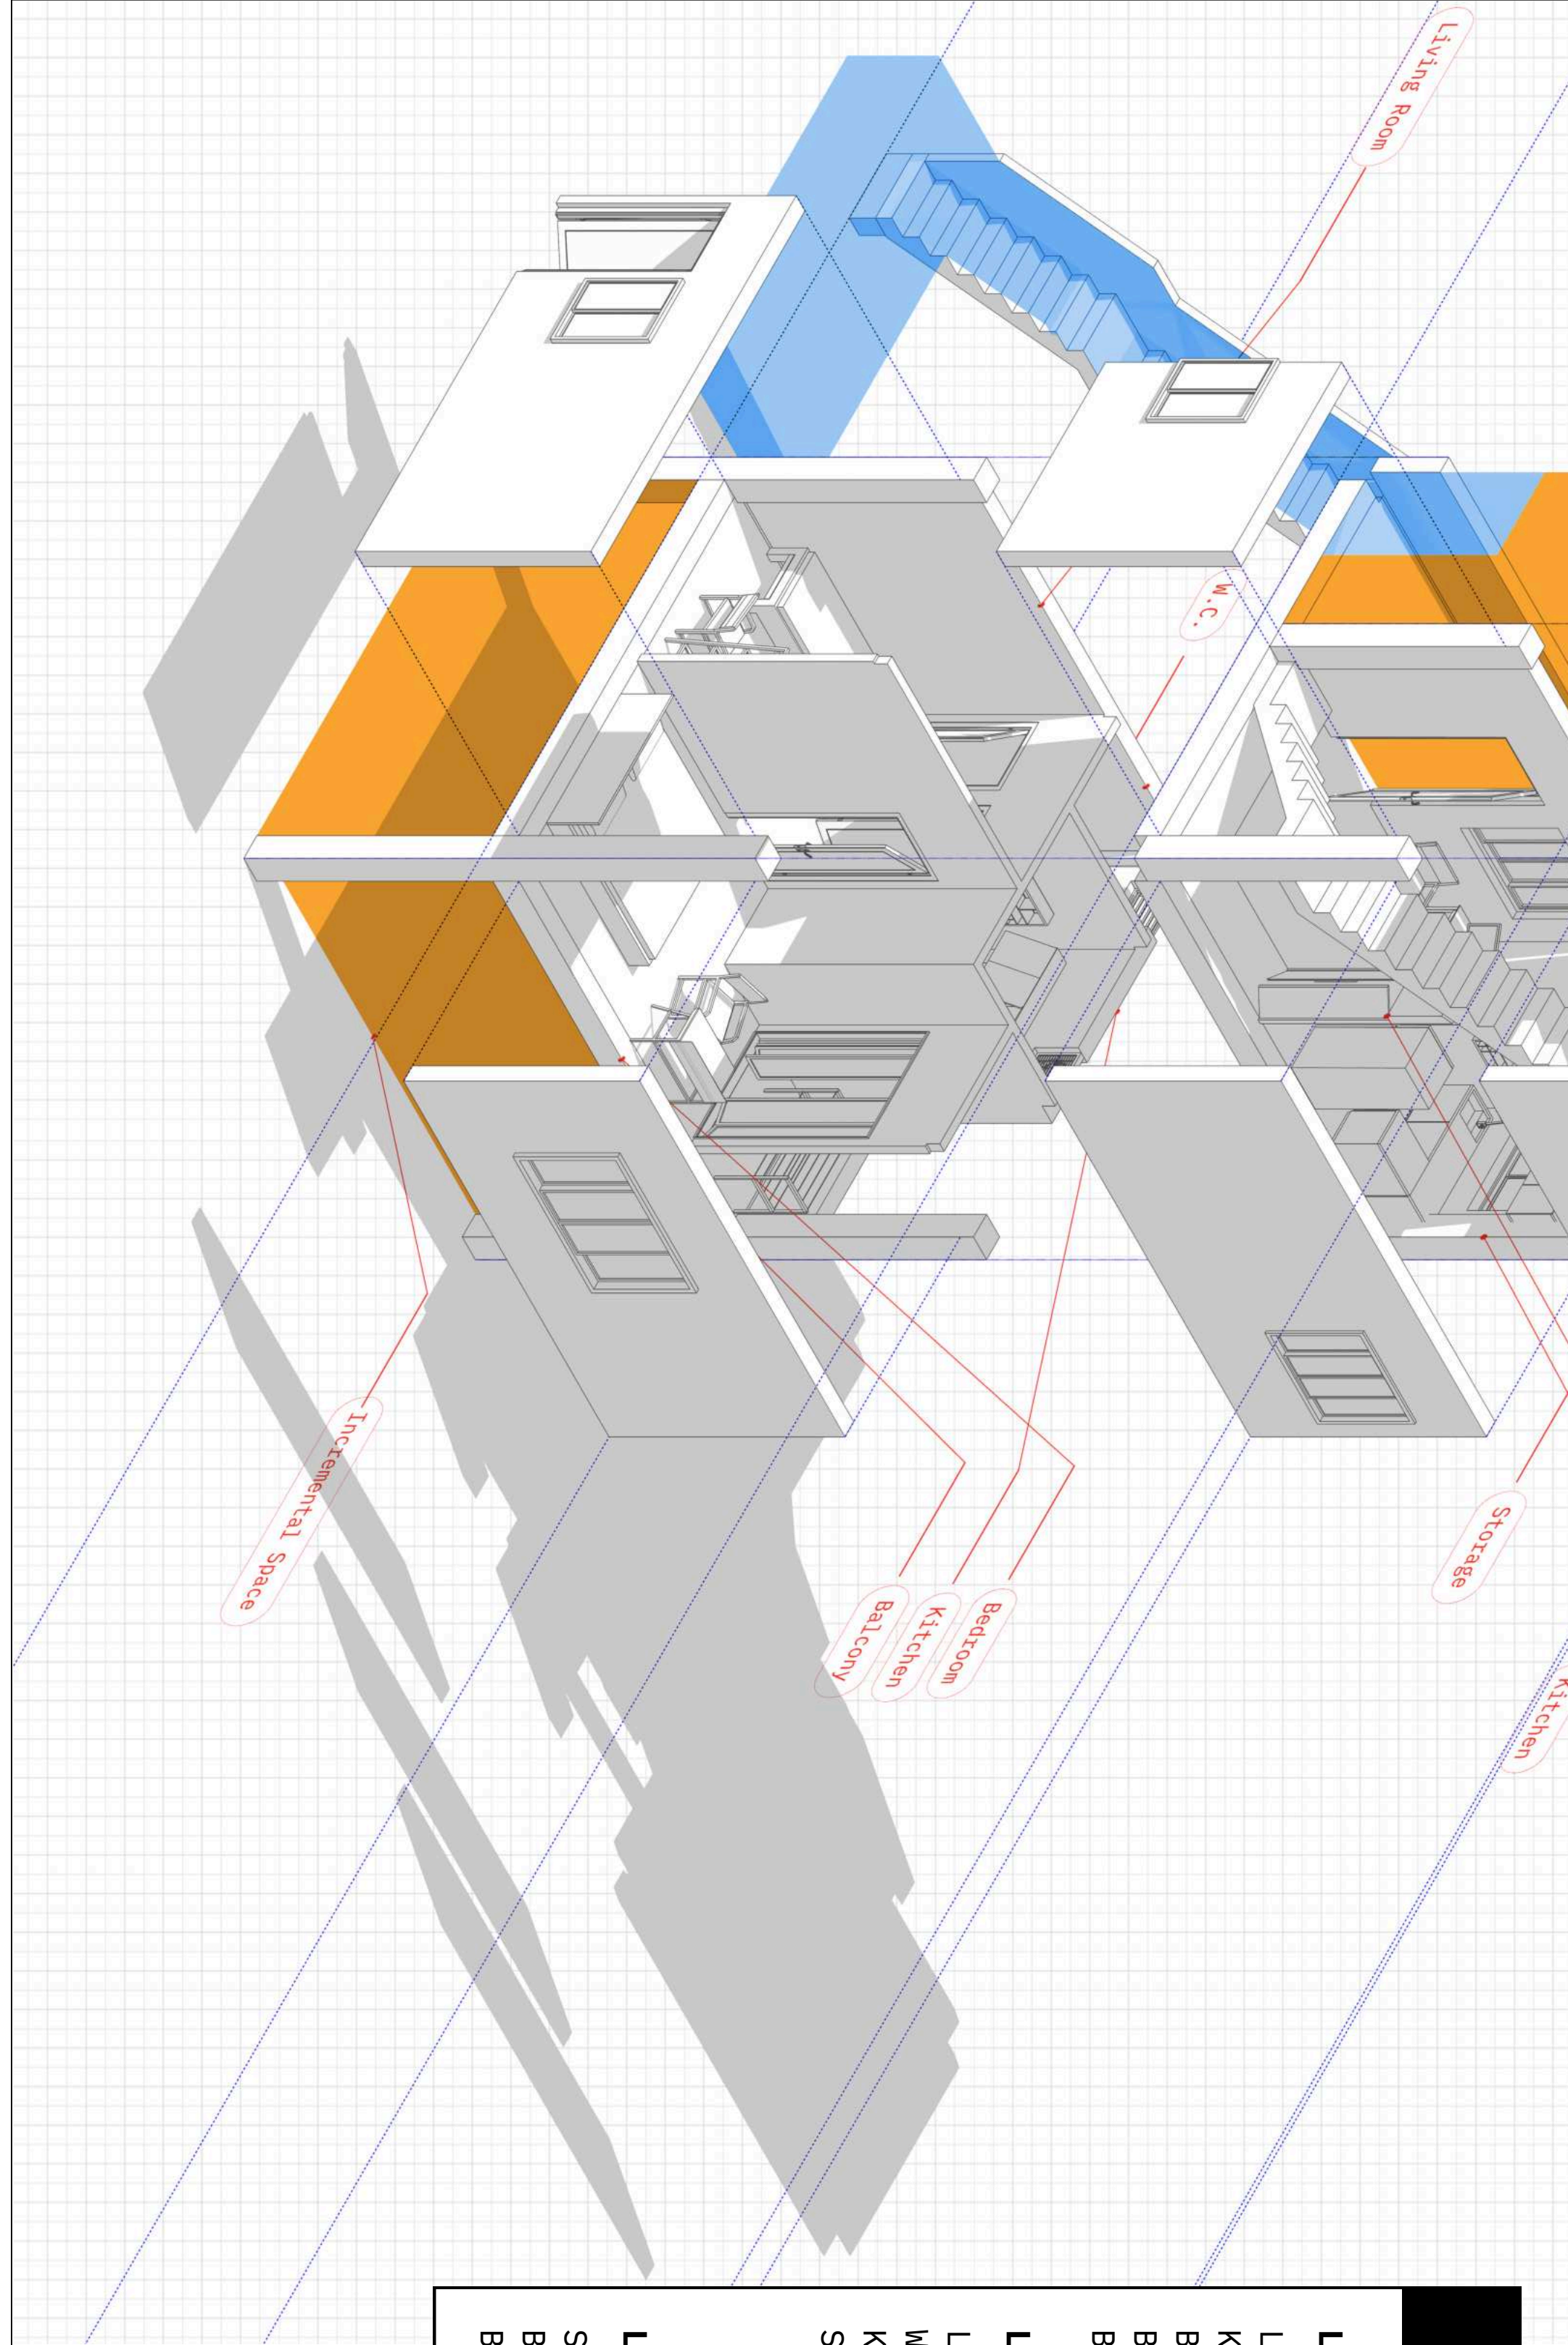 Living Room
W.C.
Storage
Kitchen
Bedroom
Kitchen
Balcony
Incremental Space
L
L
K
B
B
B
L
L
W
K
S
L
S
B
B